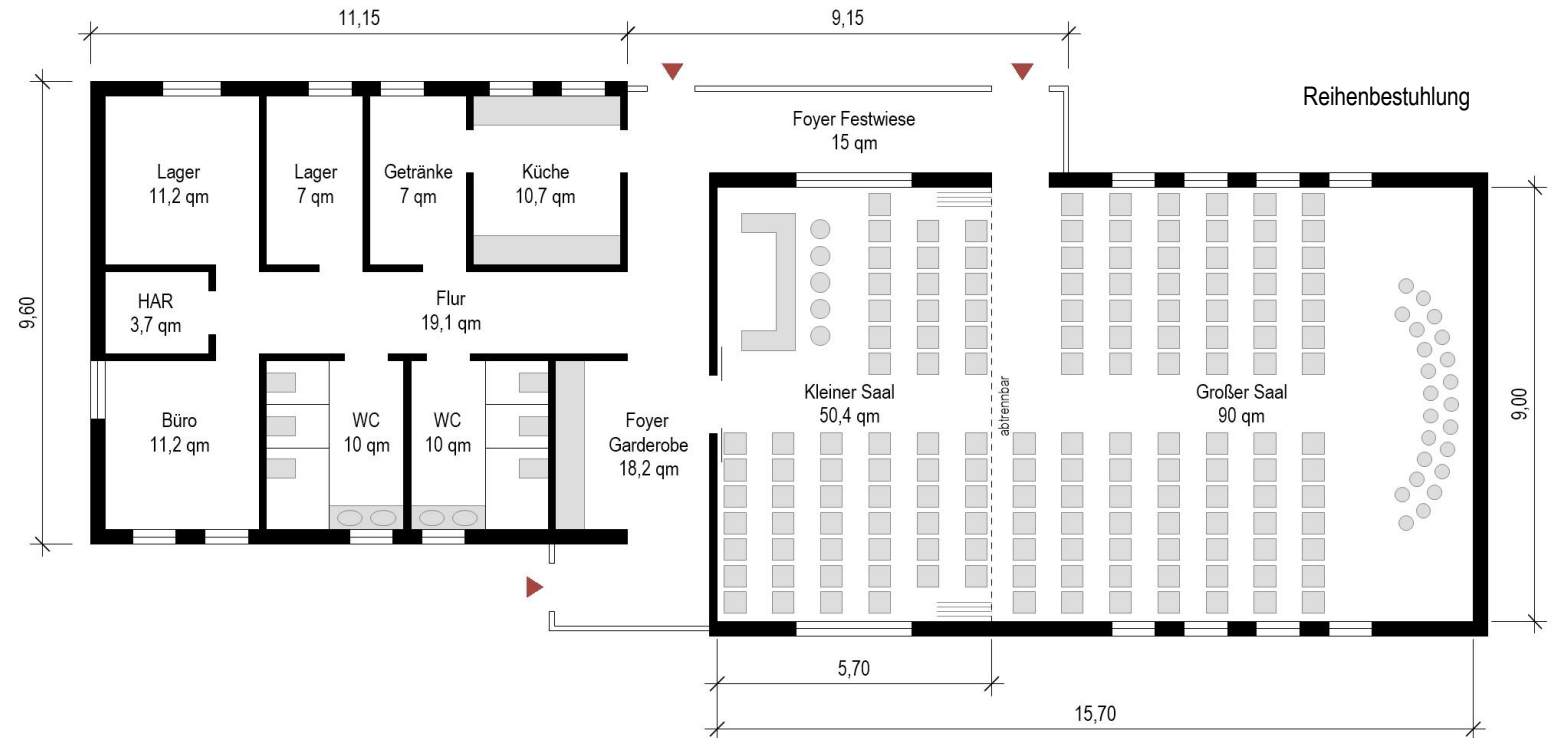 11,15
9,15
Reihenbestuhlung
Foyer Festwiese
15 qm
Lager
11,2 qm
Lager
7 qm
Getränke
7 qm
Küche
10,7 qm
9,60
HAR
3,7 qm
Flur
19,1 qm
Büro
11,2 qm
WC
10 qm
WC
10 qm
Foyer
Garderobe
18,2 qm
Kleiner Saal
50,4 qm
abtrennbar
Großer Saal
90 qm
9,00
5,70
15,70